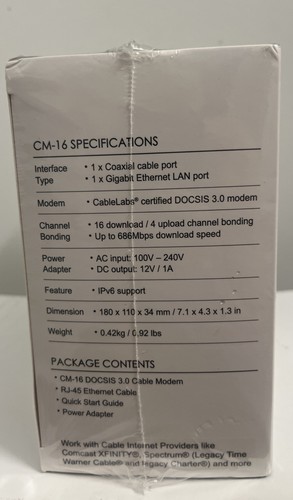 CM-16 SPECIFICATIONS
Interface Type • 1 x Coaxial cable port
• 1 x Gigabit Ethernet LAN port
Modem • CableLabs® certified DOCSIS 3.0 modem
Channel Bonding • 16 download / 4 upload channel bonding
• Up to 686Mbps download speed
Power Adapter • AC input: 100V – 240V
• DC output: 12V / 1A
Feature • IPv6 support
Dimension • 180 x 110 x 34 mm / 7.1 x 4.3 x 1.3 in
Weight • 0.42kg / 0.92 lbs
PACKAGE CONTENTS
• CM-16 DOCSIS 3.0 Cable Modem
• RJ-45 Ethernet Cable
• Quick Start Guide
• Power Adapter
Work with Cable Internet Providers like
Comcast XFINITY®, Spectrum® (Legacy Time
Warner Cable® and legacy Charter®) and more